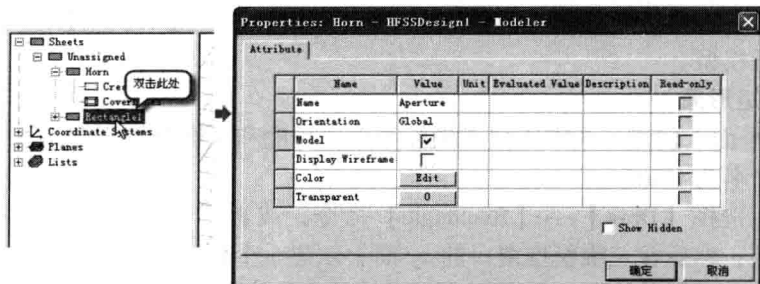 Sheets
Unassigned
Horn
Crea
Cover
双击此处
Rectangle1
Coordinate Systems
Planes
Lists
Properties: Horn - HFSSDesign1 - Modeler
Attribute
Name Value Unit Evaluated Value Description Read-only
Name Aperture
Orientation Global
Model
Display Wireframe
Color Edit
Transparent 0
Show Hidden
确定 取消